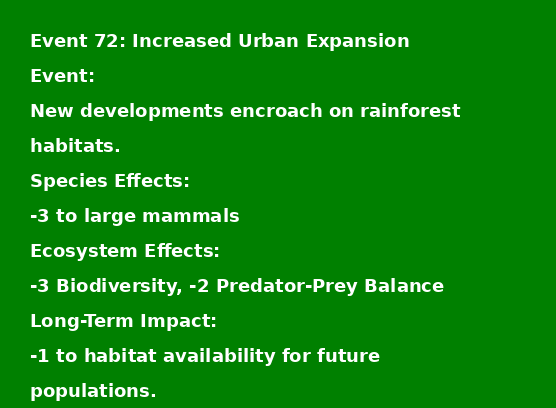 Event 72: Increased Urban Expansion
Event:
New developments encroach on rainforest
habitats.
Species Effects:
-3 to large mammals
Ecosystem Effects:
-3 Biodiversity, -2 Predator-Prey Balance
Long-Term Impact:
-1 to habitat availability for future
populations.